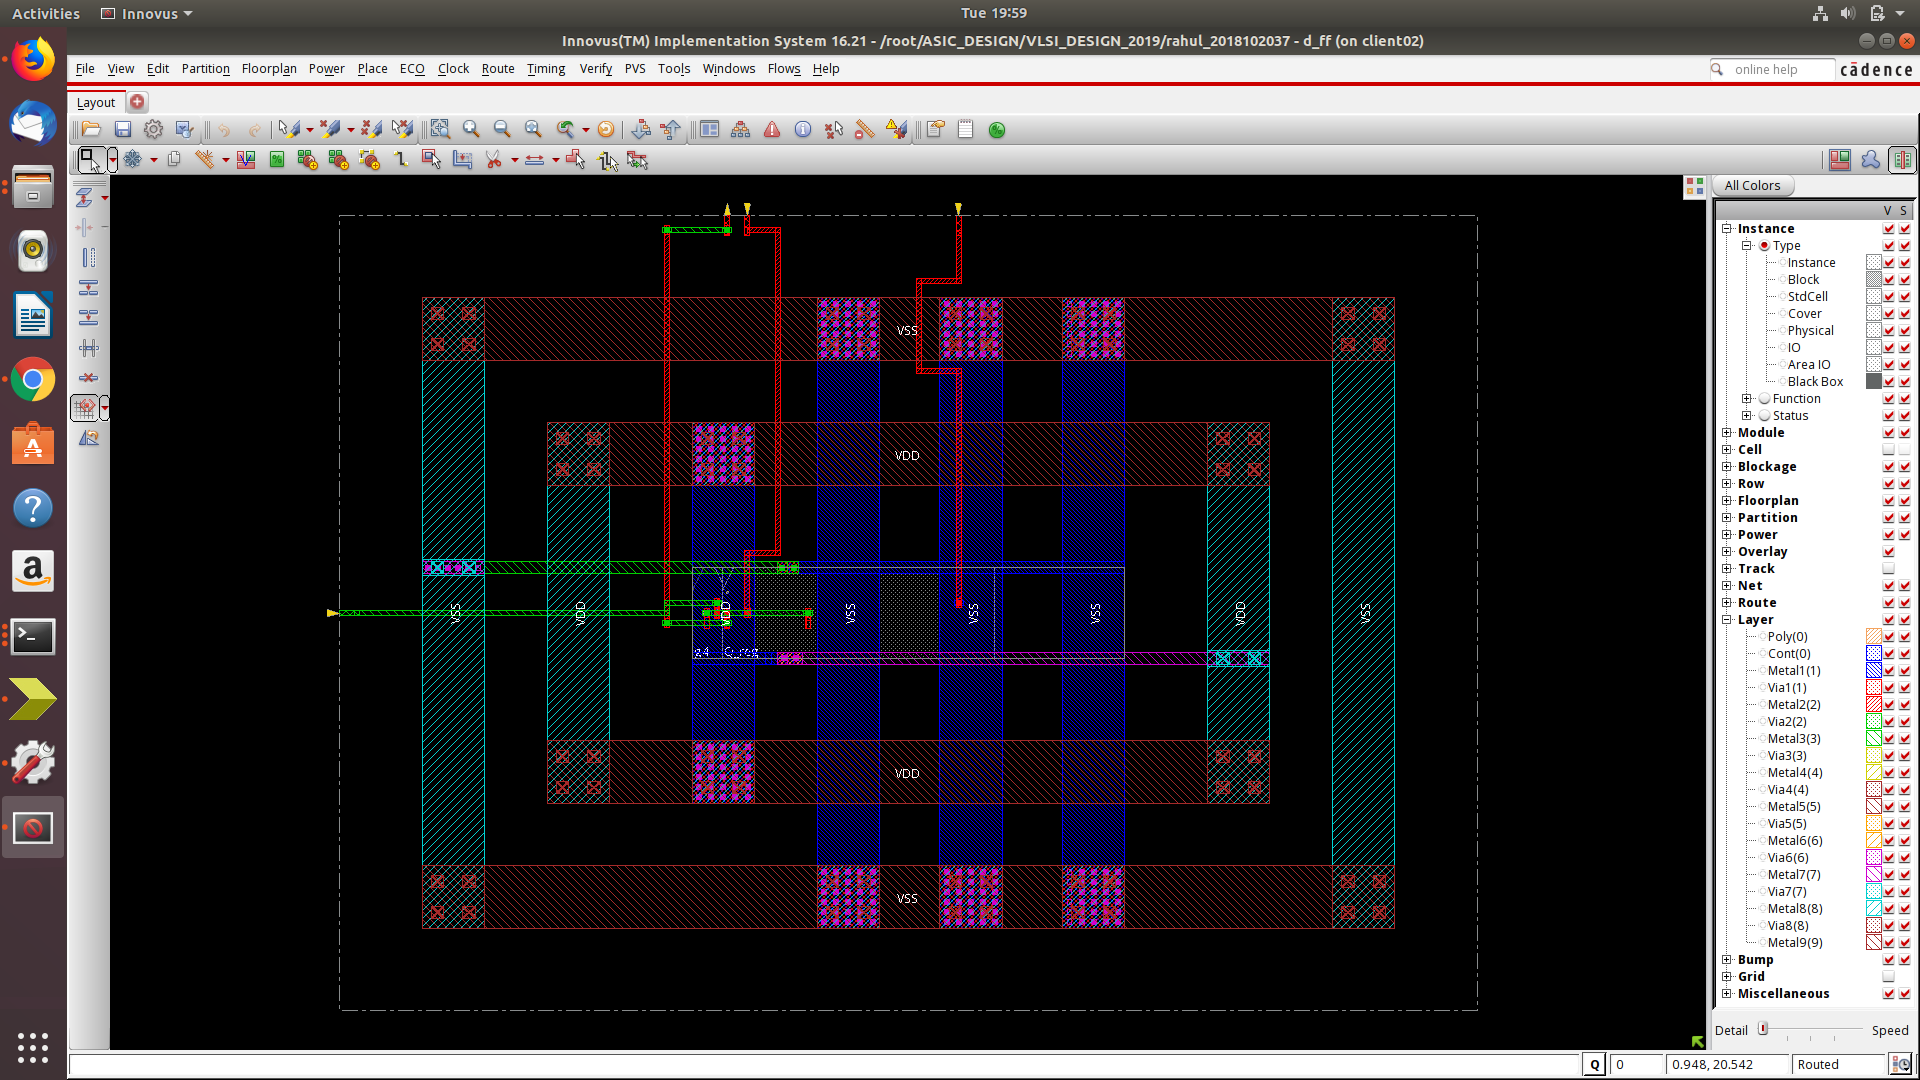 Activities Innovus Tue 19:59
Innovus(TM) Implementation System 16.21 - /root/ASIC_DESIGN/VLSI_DESIGN_2019/rahul_2018102037 - d_ff (on client02)
File View Edit Partition Floorplan Power Place ECO Clock Route Timing Verify PVS Tools Windows Flows Help online help cādence
Layout
All Colors
V S
Instance
Type
Instance
Block
StdCell
Cover
Physical
IO
Area IO
Black Box
Function
Status
Module
Cell
Blockage
Row
Floorplan
Partition
Power
Overlay
Track
Net
Route
Layer
Poly(0)
Cont(0)
Metal1(1)
Via1(1)
Metal2(2)
Via2(2)
Metal3(3)
Via3(3)
Metal4(4)
Via4(4)
Metal5(5)
Via5(5)
Metal6(6)
Via6(6)
Metal7(7)
Via7(7)
Metal8(8)
Via8(8)
Metal9(9)
Bump
Grid
Miscellaneous
Detail Speed
VSS
VDD
VSS
VDD
VDD
VSS
VSS
VSS
VDD
VSS
VDD
VSS
Q 0 0.948, 20.542 Routed